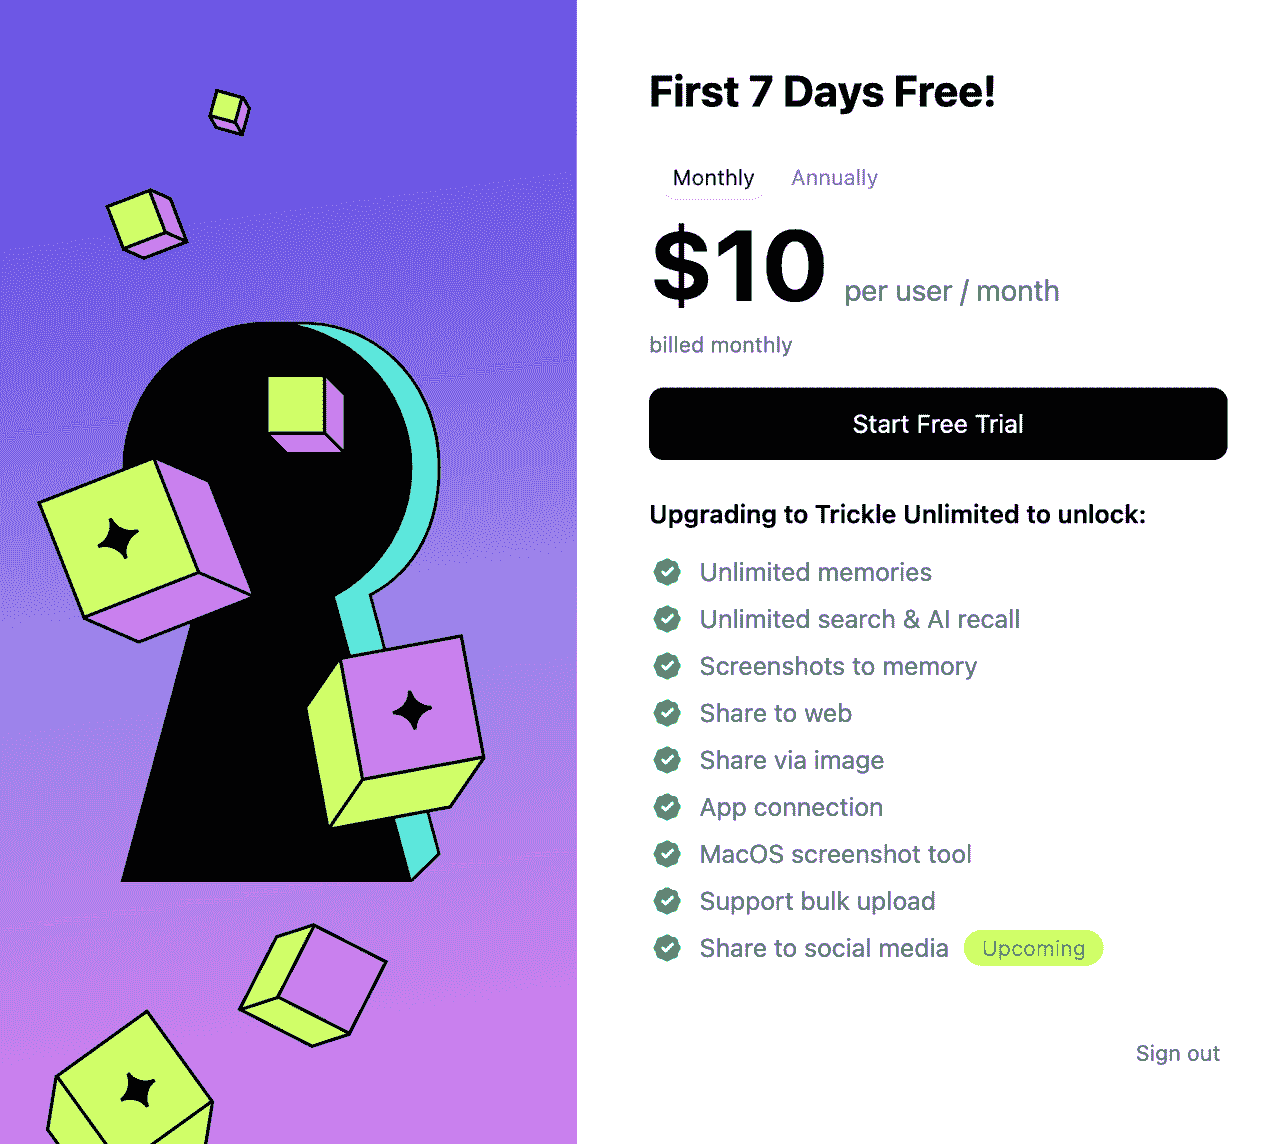 First 7 Days Free!
Monthly Annually
$10 per user / month
billed monthly
Start Free Trial
Upgrading to Trickle Unlimited to unlock:
Unlimited memories
Unlimited search & AI recall
Screenshots to memory
Share to web
Share via image
App connection
MacOS screenshot tool
Support bulk upload
Share to social media Upcoming
Sign out